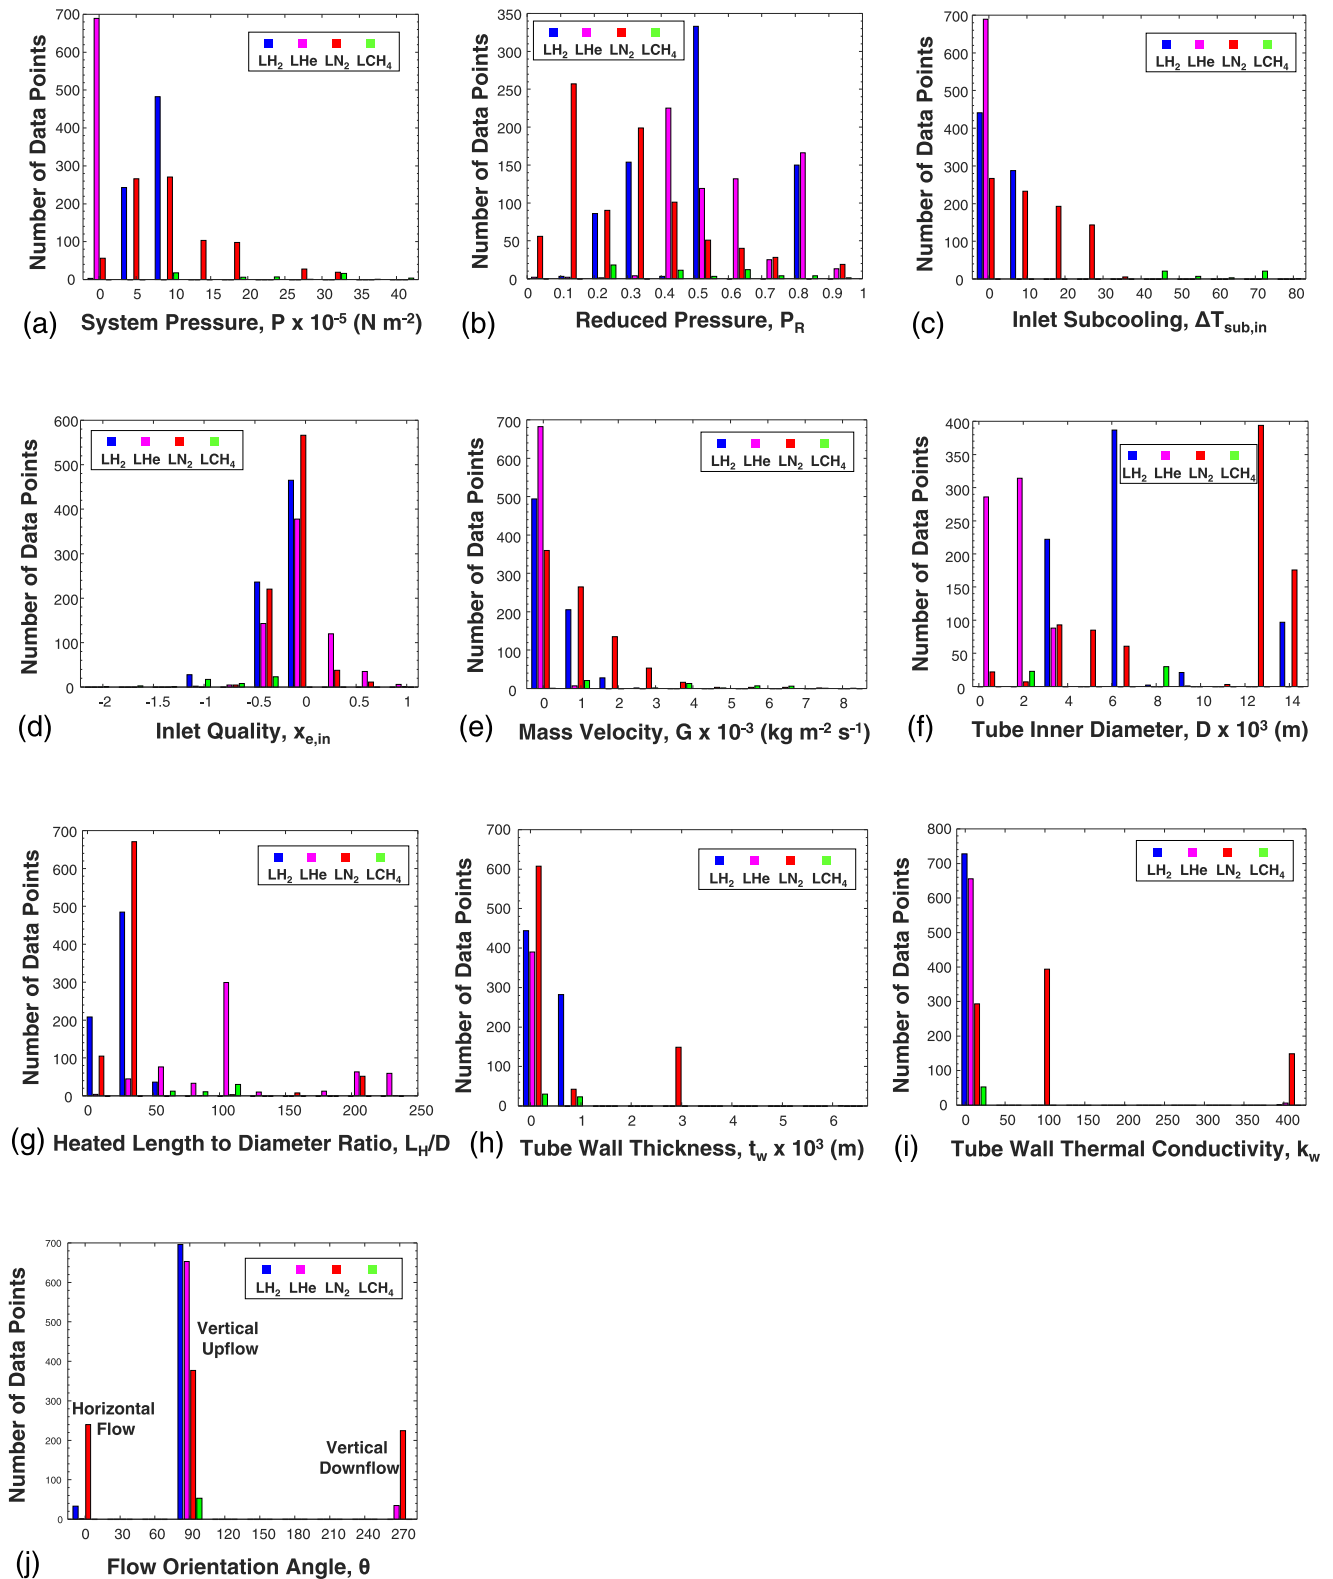 Number of Data Points
700
600
500
400
300
200
100
0
LH2 LHe LN2 LCH4
0 5 10 15 20 25 30 35 40
(a) System Pressure, P x 10-5 (N m-2)
Number of Data Points
350
300
250
200
150
100
50
0
LH2 LHe LN2 LCH4
0 0.1 0.2 0.3 0.4 0.5 0.6 0.7 0.8 0.9 1
(b) Reduced Pressure, PR
Number of Data Points
700
600
500
400
300
200
100
0
LH2 LHe LN2 LCH4
0 10 20 30 40 50 60 70 80
(c) Inlet Subcooling, ΔTsub,in
Number of Data Points
600
500
400
300
200
100
0
LH2 LHe LN2 LCH4
-2 -1.5 -1 -0.5 0 0.5 1
(d) Inlet Quality, xe,in
Number of Data Points
700
600
500
400
300
200
100
0
LH2 LHe LN2 LCH4
0 1 2 3 4 5 6 7 8
(e) Mass Velocity, G x 10-3 (kg m-2 s-1)
Number of Data Points
400
350
300
250
200
150
100
50
0
LH2 LHe LN2 LCH4
0 2 4 6 8 10 12 14
(f) Tube Inner Diameter, D x 103 (m)
Number of Data Points
700
600
500
400
300
200
100
0
LH2 LHe LN2 LCH4
0 50 100 150 200 250
(g) Heated Length to Diameter Ratio, LH/D
Number of Data Points
700
600
500
400
300
200
100
0
LH2 LHe LN2 LCH4
0 1 2 3 4 5 6
(h) Tube Wall Thickness, tw x 103 (m)
Number of Data Points
800
700
600
500
400
300
200
100
0
LH2 LHe LN2 LCH4
0 50 100 150 200 250 300 350 400
(i) Tube Wall Thermal Conductivity, kw
Number of Data Points
700
600
500
400
300
200
100
0
LH2 LHe LN2 LCH4
Vertical
Upflow
Horizontal
Flow
Vertical
Downflow
0 30 60 90 120 150 180 210 240 270
(j) Flow Orientation Angle, θ